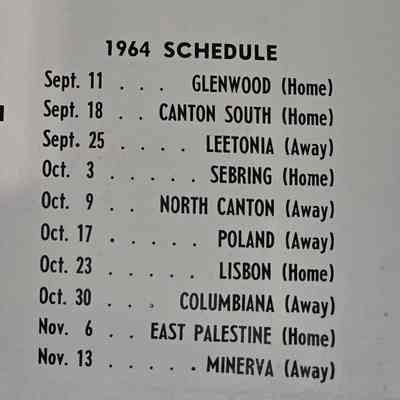 1964 SCHEDULE
Sept. 11 . . . GLENWOOD (Home)
Sept. 18 . . CANTON SOUTH (Home)
Sept. 25 . . . . LEETONIA (Away)
Oct. 3 . . . . . SEBRING (Home)
Oct. 9 . . NORTH CANTON (Away)
Oct. 17 . . . . . POLAND (Away)
Oct. 23 . . . . . LISBON (Home)
Oct. 30 . . . COLUMBIANA (Away)
Nov. 6 . . EAST PALESTINE (Home)
Nov. 13 . . . . . MINERVA (Away)